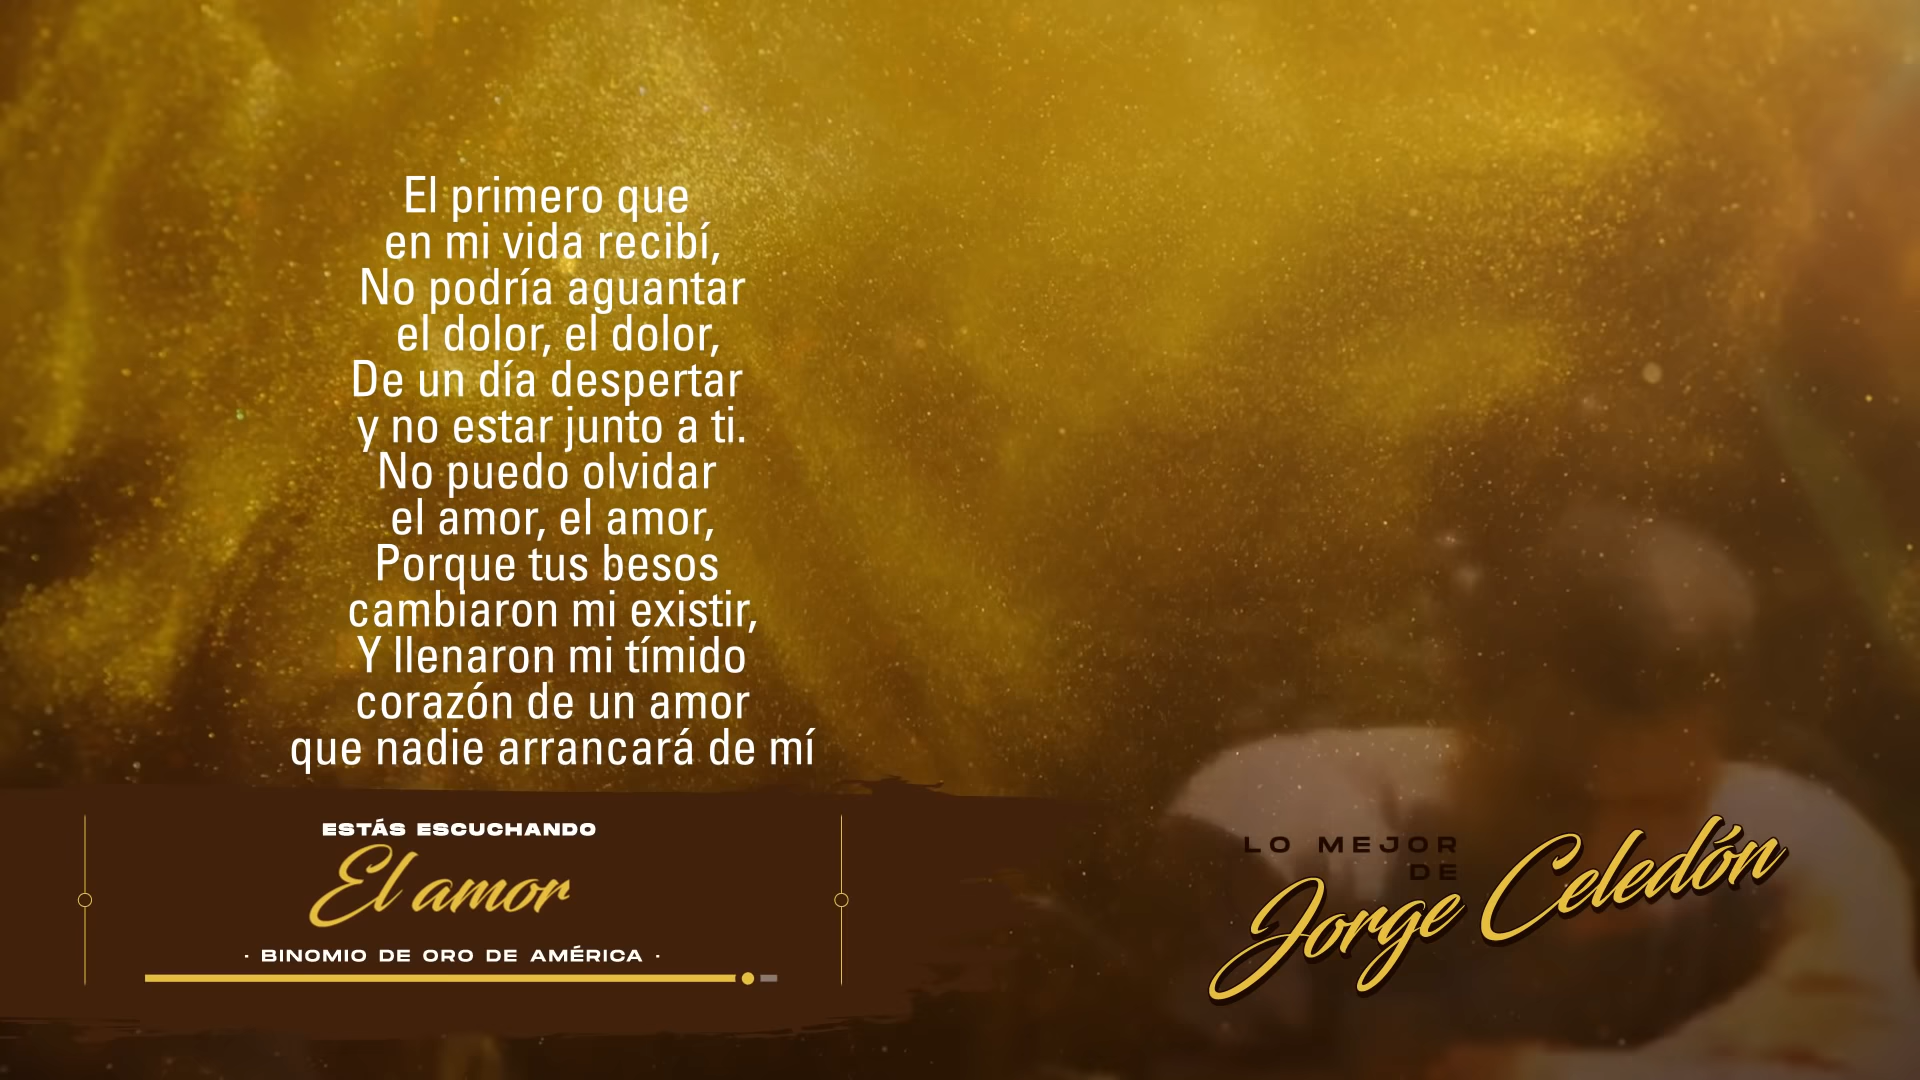 El primero que
en mi vida recibí,
No podría aguantar
el dolor, el dolor,
De un día despertar
y no estar junto a ti.
No puedo olvidar
el amor, el amor,
Porque tus besos
cambiaron mi existir,
Y llenaron mi tímido
corazón de un amor
que nadie arrancará de mí
ESTÁS ESCUCHANDO
El amor
· BINOMIO DE ORO DE AMÉRICA ·
LO MEJOR
DE
Jorge Celedón